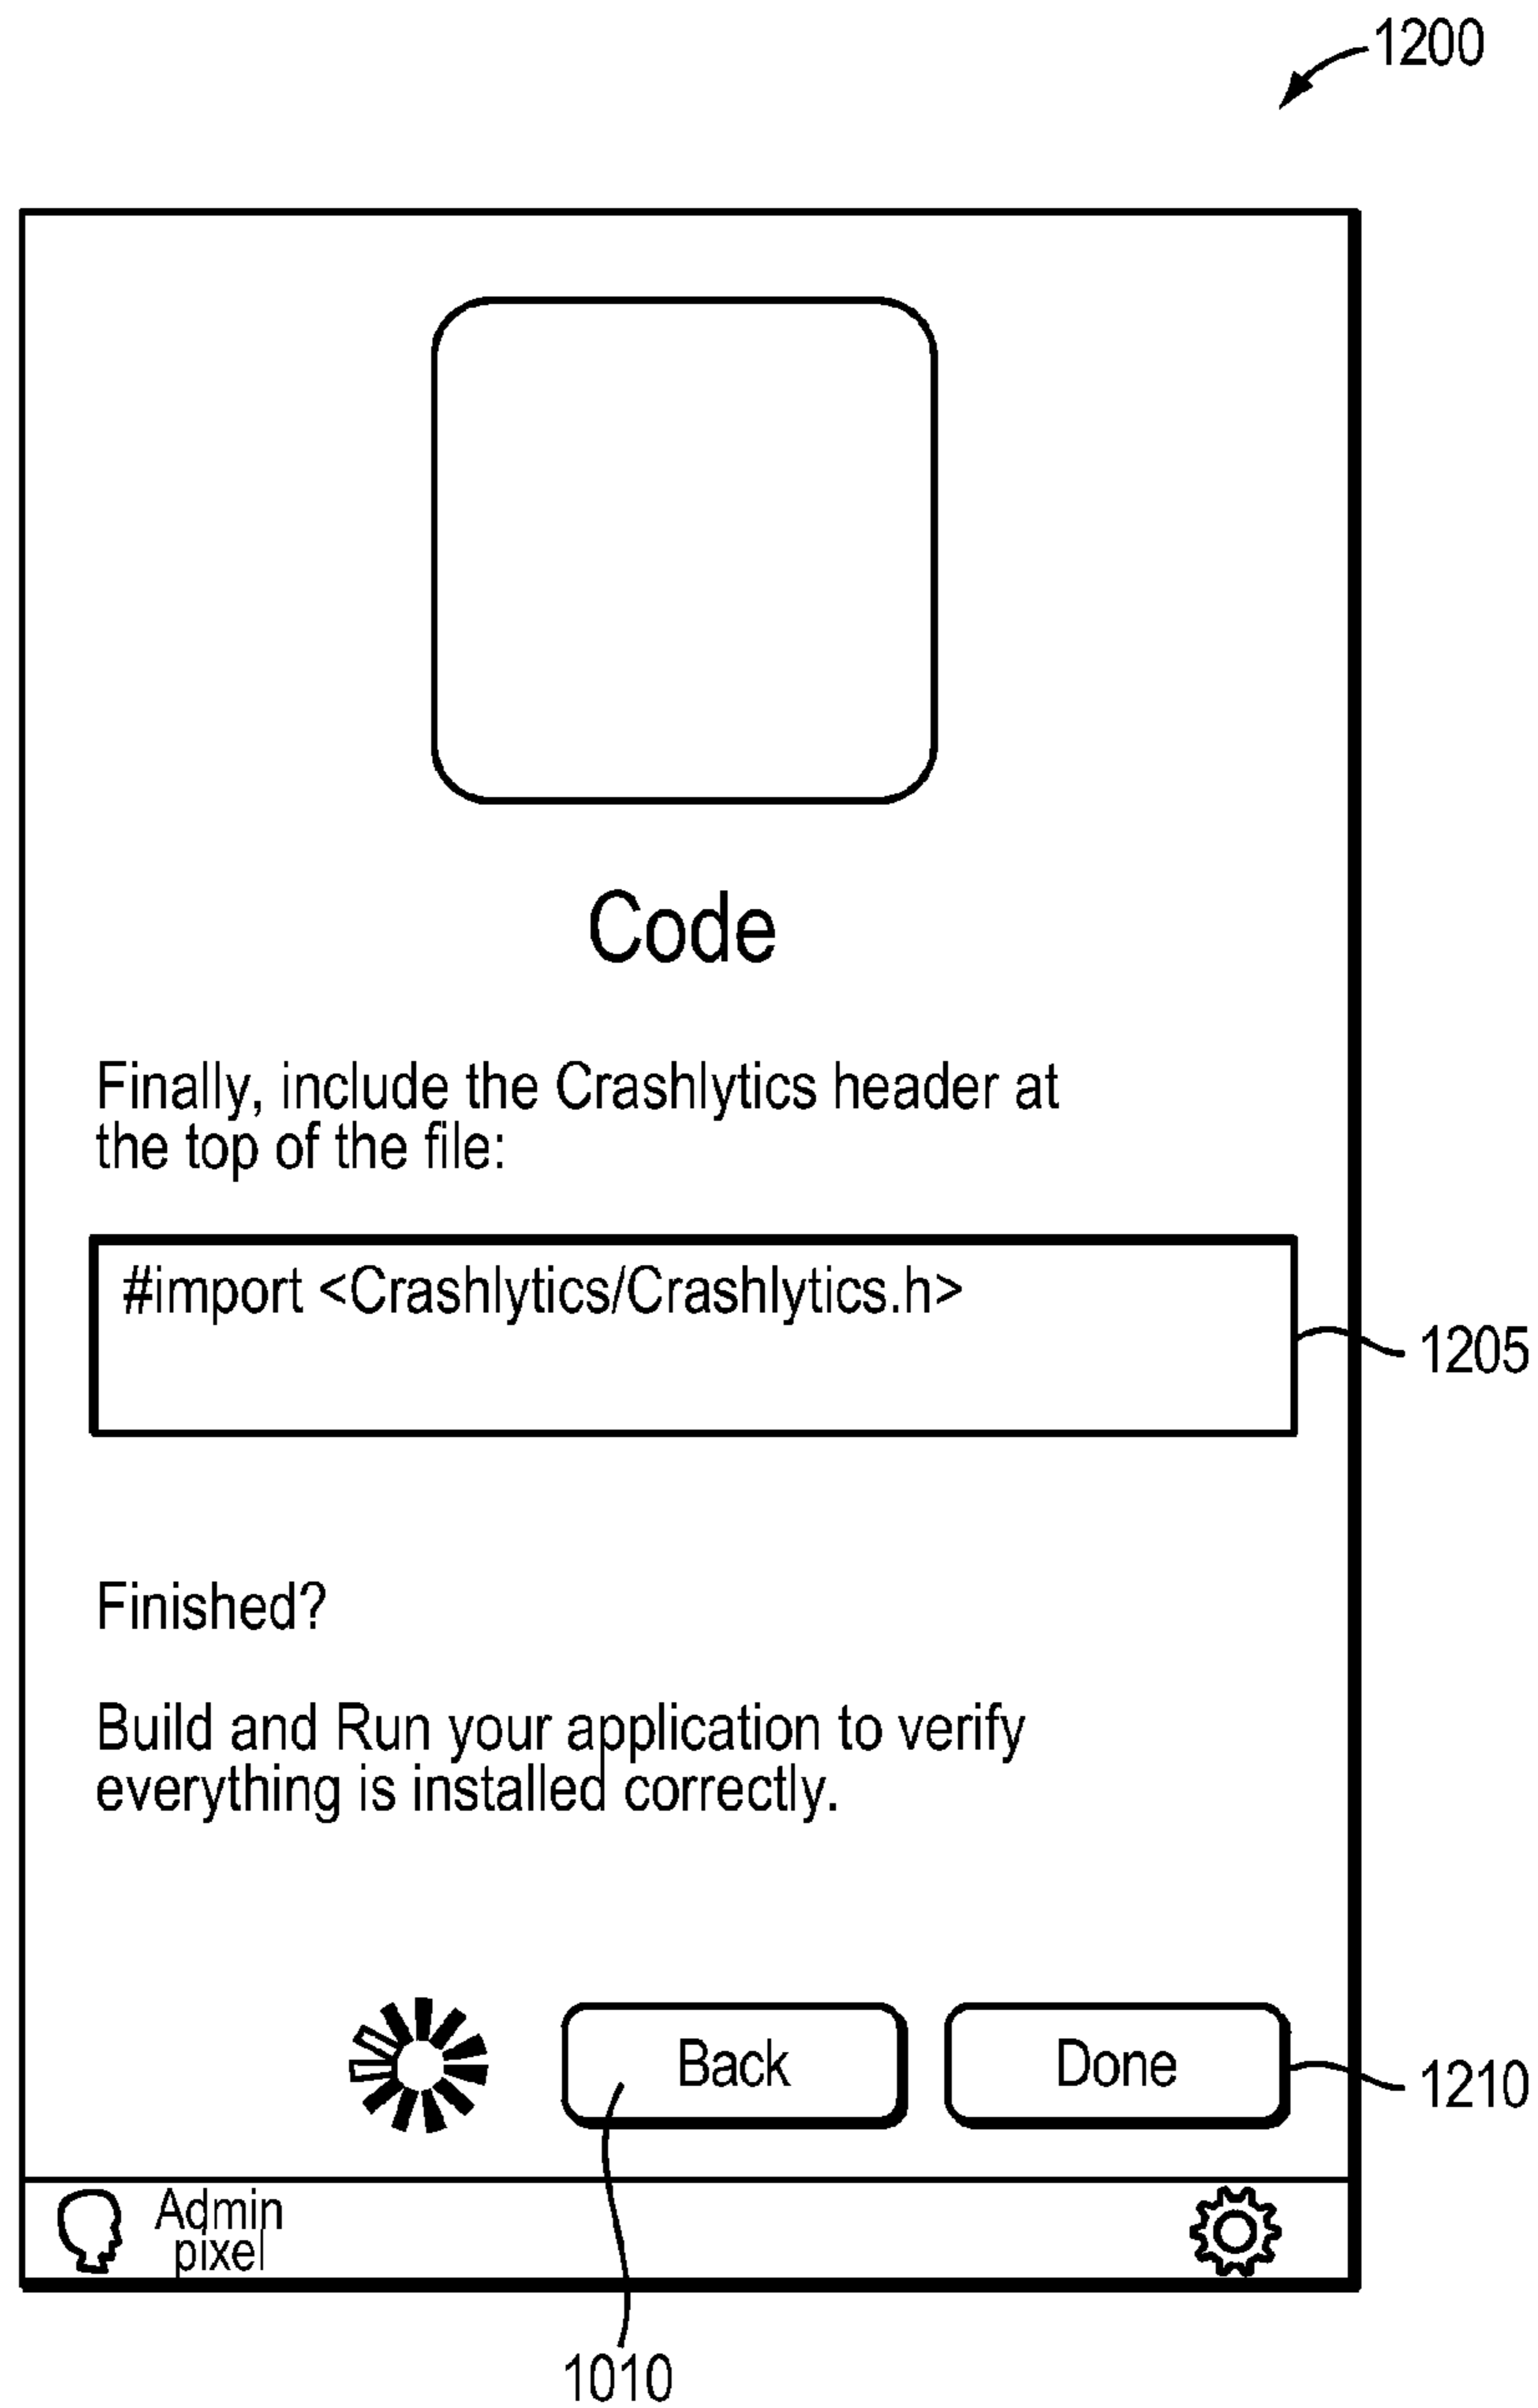 1200
Code
Finally, include the Crashlytics header at
the top of the file:
#import <Crashlytics/Crashlytics.h>
1205
Finished?
Build and Run your application to verify
everything is installed correctly.
Back
Done
1210
Admin
pixel
1010